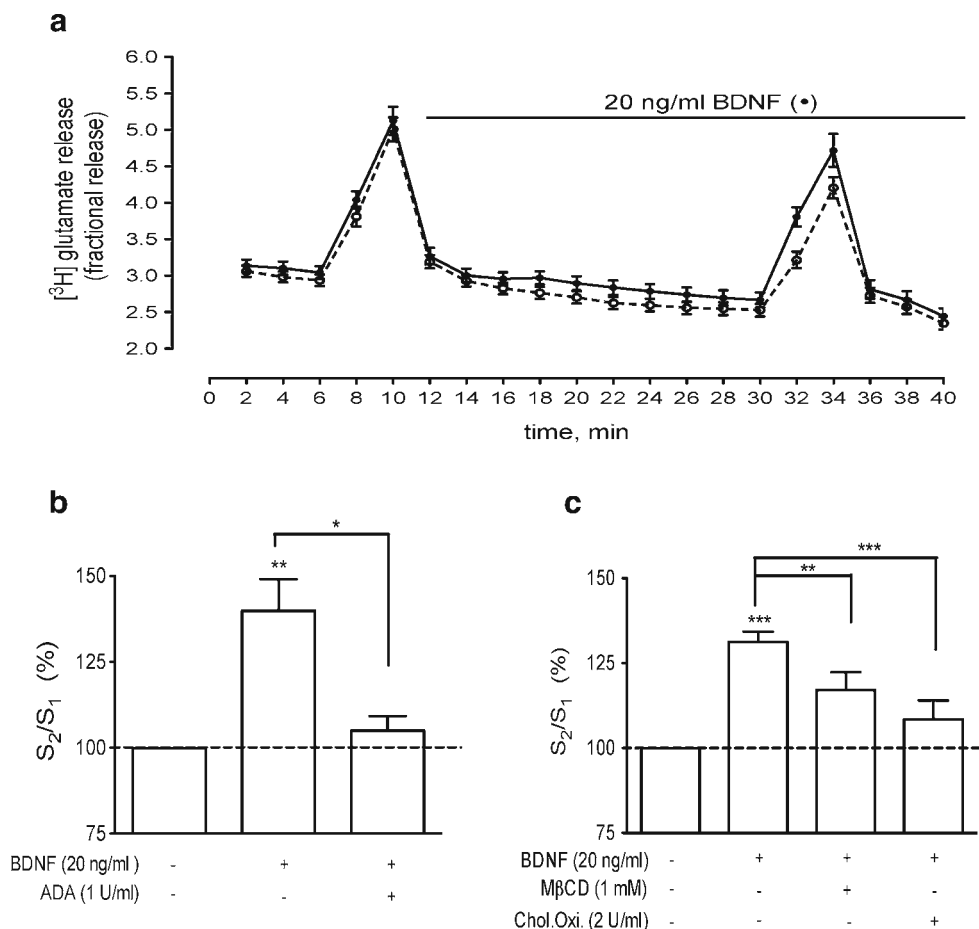 a
[³H] glutamate release
(fractional release)
6.0
5.5
5.0
4.5
4.0
3.5
3.0
2.5
2.0
20 ng/ml BDNF (•)
0 2 4 6 8 10 12 14 16 18 20 22 24 26 28 30 32 34 36 38 40
time, min
b
S₂/S₁ (%)
150
125
100
75
*
**
BDNF (20 ng/ml ) - + +
ADA (1 U/ml) - - +
c
S₂/S₁ (%)
150
125
100
75
***
**
***
BDNF (20 ng/ml) - + + +
MβCD (1 mM) - - + -
Chol.Oxi. (2 U/ml) - - - +